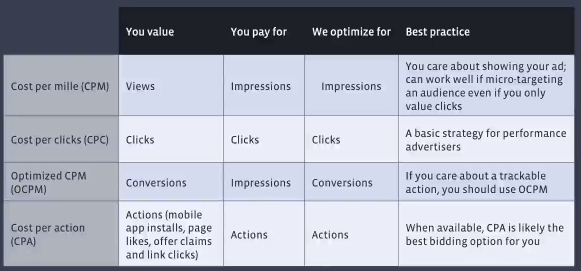 You value You pay for We optimize for Best practice
Cost per mille (CPM) Views Impressions Impressions You care about showing your ad;
can work well if micro-targeting
an audience even if you only
value clicks
Cost per clicks (CPC) Clicks Clicks Clicks A basic strategy for performance
advertisers
Optimized CPM
(OCPM) Conversions Impressions Conversions If you care about a trackable
action, you should use OCPM
Cost per action
(CPA) Actions (mobile
app installs, page
likes, offer claims
and link clicks) Actions Actions When available, CPA is likely the
best bidding option for you